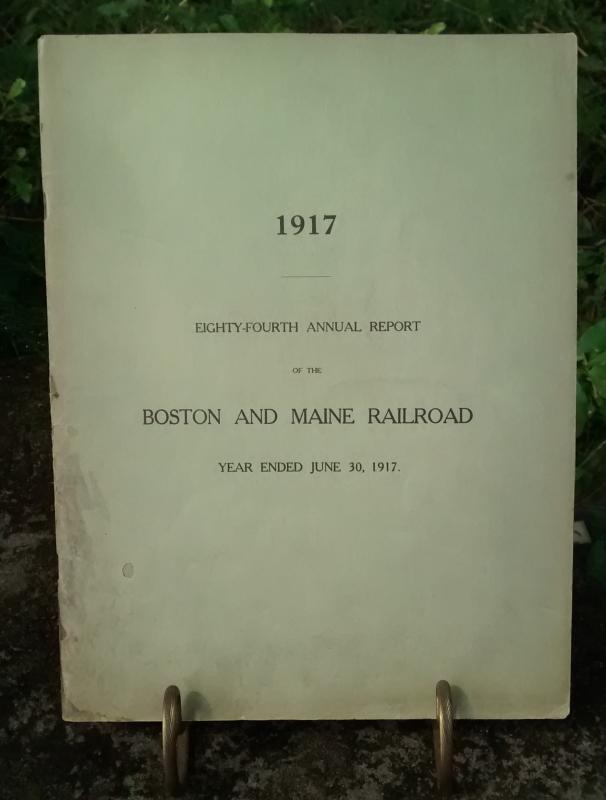 1917
EIGHTY-FOURTH ANNUAL REPORT
OF THE
BOSTON AND MAINE RAILROAD
YEAR ENDED JUNE 30, 1917.